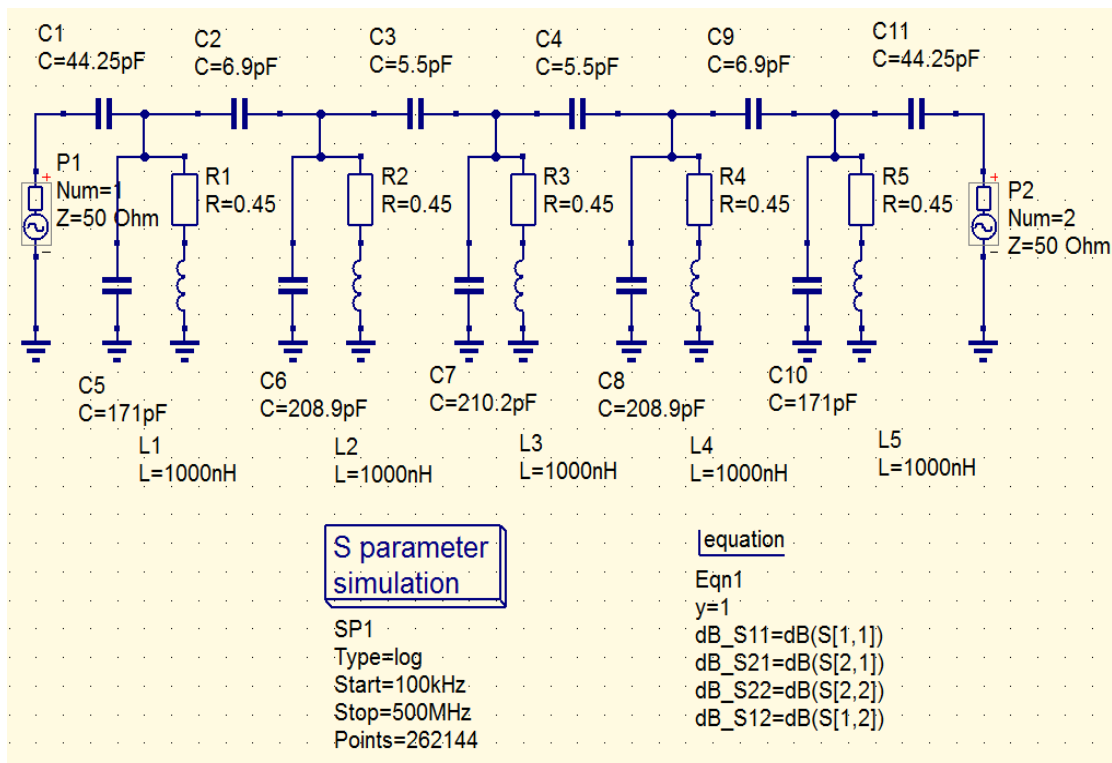 C1
C=44.25pF
C2
C=6.9pF
C3
C=5.5pF
C4
C=5.5pF
C9
C=6.9pF
C11
C=44.25pF
P1
Num=1
Z=50 Ohm
R1
R=0.45
R2
R=0.45
R3
R=0.45
R4
R=0.45
R5
R=0.45
P2
Num=2
Z=50 Ohm
C5
C=171pF
C6
C=208.9pF
C7
C=210.2pF
C8
C=208.9pF
C10
C=171pF
L1
L=1000nH
L2
L=1000nH
L3
L=1000nH
L4
L=1000nH
L5
L=1000nH
S parameter
simulation
SP1
Type=log
Start=100kHz
Stop=500MHz
Points=262144
equation
Eqn1
y=1
dB_S11=dB(S[1,1])
dB_S21=dB(S[2,1])
dB_S22=dB(S[2,2])
dB_S12=dB(S[1,2])